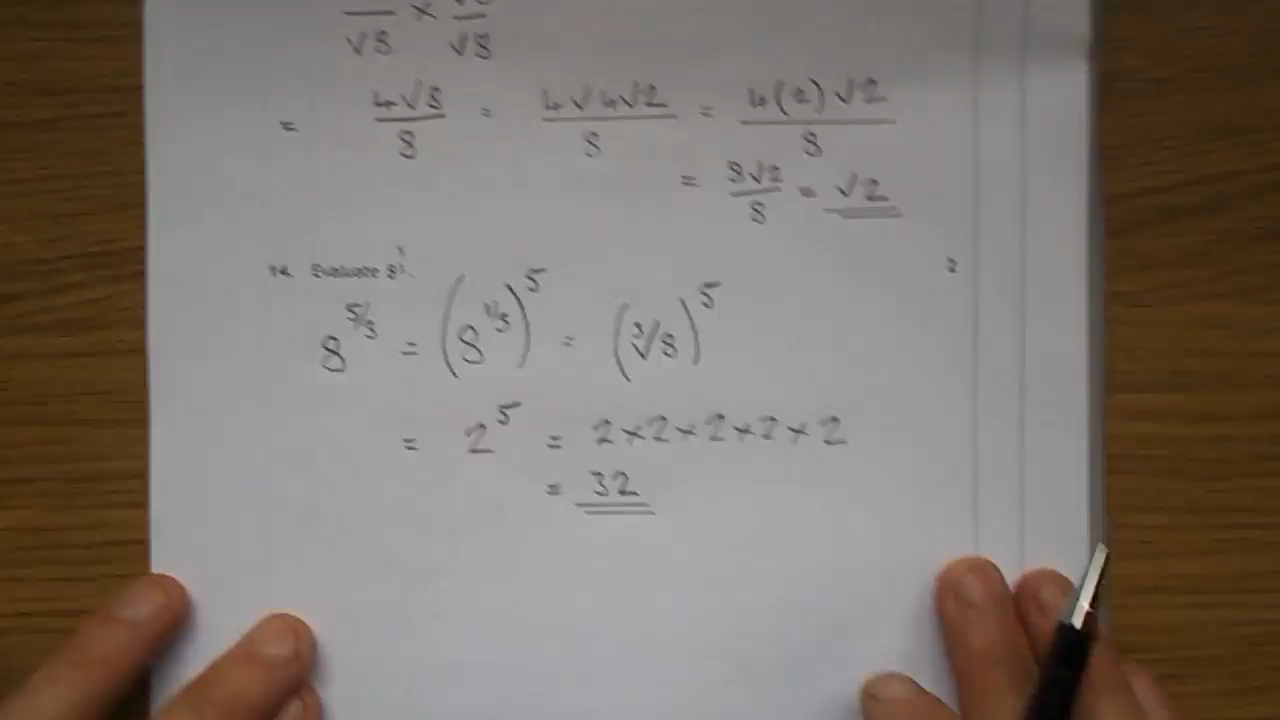 √8 × √8
= 4√8/8 = 4√4√2/8 = 4(2)√2/8
= 8√2/8 = √2
14. Evaluate
8^5/3 = (8^1/3)^5 = (∛8)^5
= 2^5 = 2×2×2×2×2
= 32